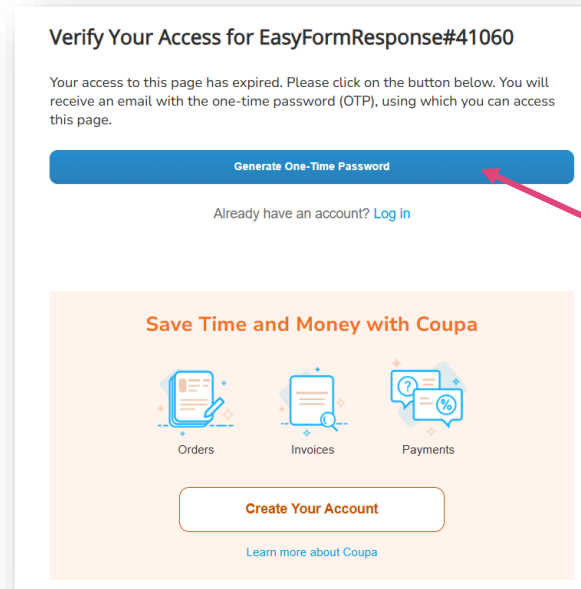 Verify Your Access for EasyFormResponse#41060
Your access to this page has expired. Please click on the button below. You will
receive an email with the one-time password (OTP), using which you can access
this page.
Generate One-Time Password
Already have an account? Log in
Save Time and Money with Coupa
Orders
Invoices
Payments
Create Your Account
Learn more about Coupa